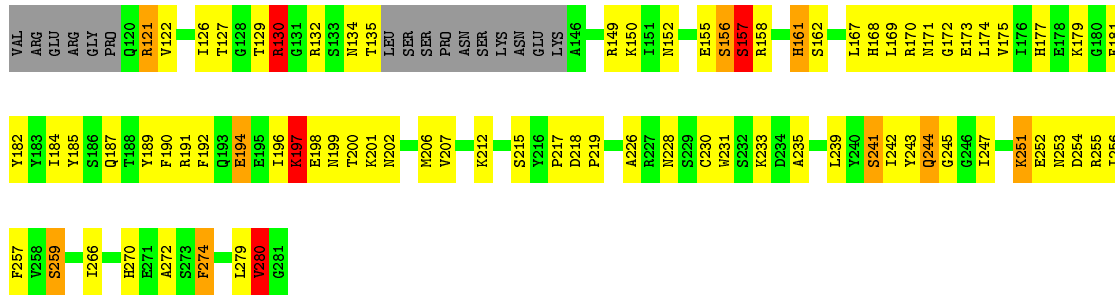 VAL ARG GLU ARG GLY PRO Q120 R121 V122 I126 T127 G128 T129 R130 G131 R132 S133 N134 T135 LEU SER SER PRO ASN SER LYS ASN GLU LYS A146 R149 K150 I151 N152 E155 S156 S157 R158 H161 S162 L167 H168 L169 R170 N171 G172 E173 L174 V175 I176 H177 E178 K179 G180
Y182 Y183 I184 Y185 S186 Q187 T188 Y189 F190 R191 F192 Q193 E194 E195 I196 K197 E198 N199 T200 K201 N202 M206 V207 K212 S215 Y216 P217 D218 P219 A226 R227 N228 S229 C230 W231 S232 K233 D234 A235 L239 Y240 S241 I242 Y243 Q244 G245 G246 I247 K251 E252 N253 D254 R255
F257 V258 S259 I266 H270 E271 A272 S273 F274 L279 V280 G281